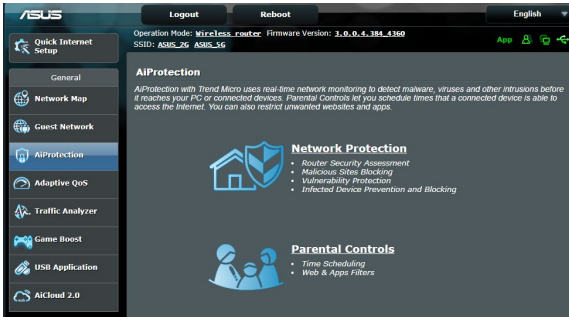 ASUS
Logout
Reboot
English
Quick Internet
Setup
Operation Mode: Wireless router Firmware Version: 3.0.0.4.384_4360
SSID: ASUS_2G ASUS_5G
App
General
Network Map
Guest Network
AiProtection
Adaptive QoS
Traffic Analyzer
Game Boost
USB Application
AiCloud 2.0
AiProtection
AiProtection with Trend Micro uses real-time network monitoring to detect malware, viruses and other intrusions before
it reaches your PC or connected devices. Parental Controls let you schedule times that a connected device is able to
access the Internet. You can also restrict unwanted websites and apps.
Network Protection
• Router Security Assessment
• Malicious Sites Blocking
• Vulnerability Protection
• Infected Device Prevention and Blocking
Parental Controls
• Time Scheduling
• Web & Apps Filters